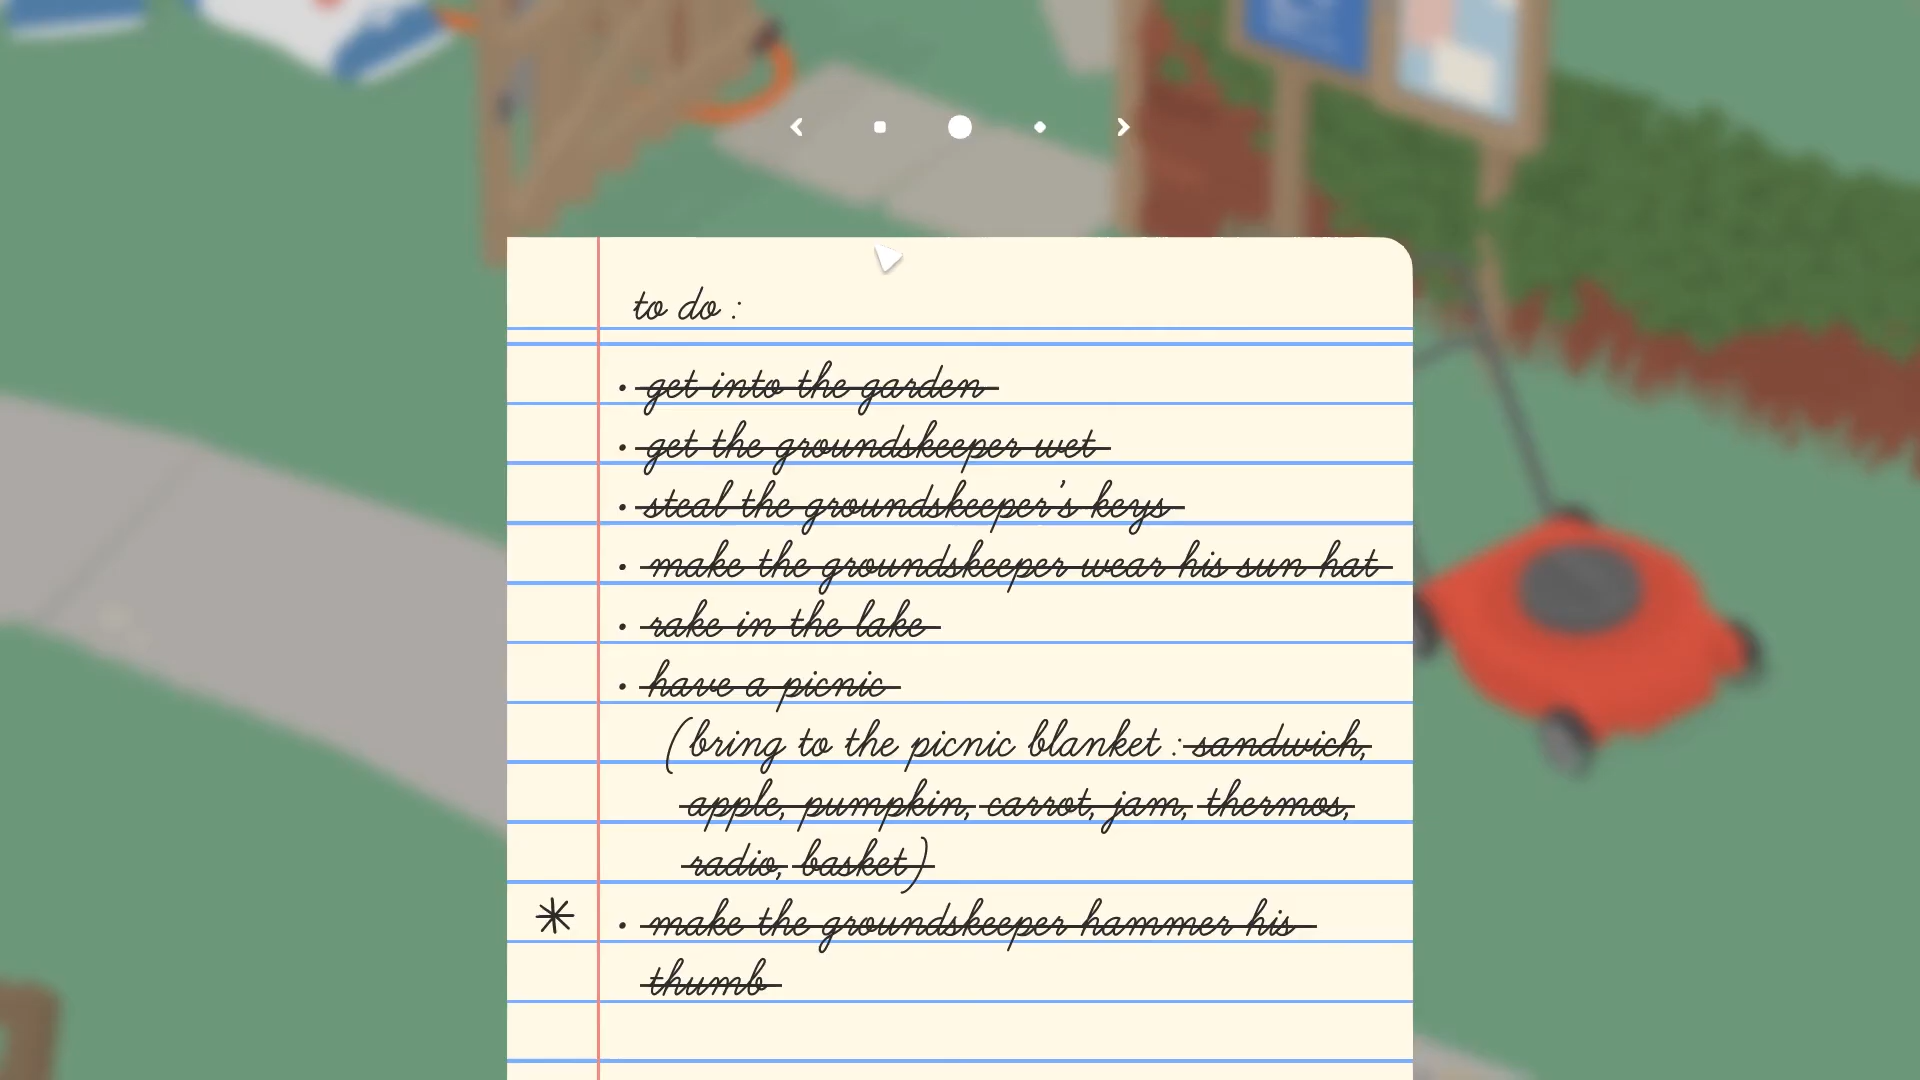 to do :
• get into the garden
• get the groundskeeper wet
• steal the groundskeeper's keys
• make the groundskeeper wear his sun hat
• rake in the lake
• have a picnic
(bring to the picnic blanket : sandwich,
apple, pumpkin, carrot, jam, thermos,
radio, basket)
* • make the groundskeeper hammer his
thumb